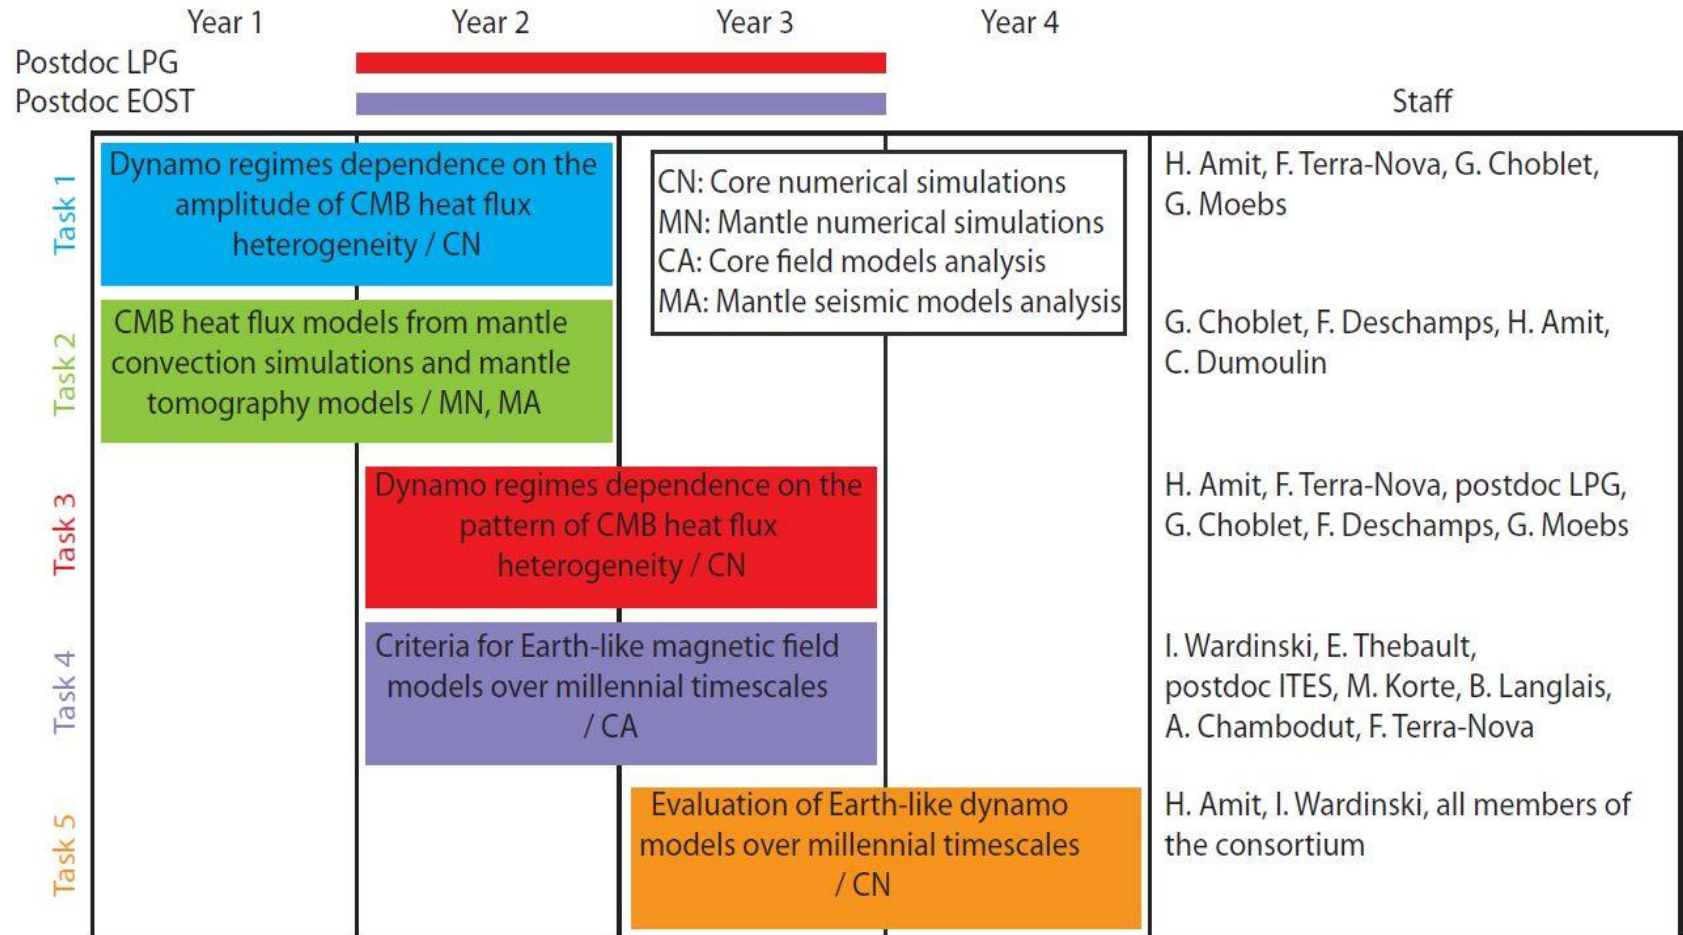 Year 1 Year 2 Year 3 Year 4
Postdoc LPG
Postdoc EOST
Staff
Task 1
Dynamo regimes dependence on the
amplitude of CMB heat flux
heterogeneity / CN
CN: Core numerical simulations
MN: Mantle numerical simulations
CA: Core field models analysis
MA: Mantle seismic models analysis
H. Amit, F. Terra-Nova, G. Choblet,
G. Moebs
Task 2
CMB heat flux models from mantle
convection simulations and mantle
tomography models / MN, MA
G. Choblet, F. Deschamps, H. Amit,
C. Dumoulin
Task 3
Dynamo regimes dependence on the
pattern of CMB heat flux
heterogeneity / CN
H. Amit, F. Terra-Nova, postdoc LPG,
G. Choblet, F. Deschamps, G. Moebs
Task 4
Criteria for Earth-like magnetic field
models over millennial timescales
/ CA
I. Wardinski, E. Thebault,
postdoc ITES, M. Korte, B. Langlais,
A. Chambodut, F. Terra-Nova
Task 5
Evaluation of Earth-like dynamo
models over millennial timescales
/ CN
H. Amit, I. Wardinski, all members of
the consortium